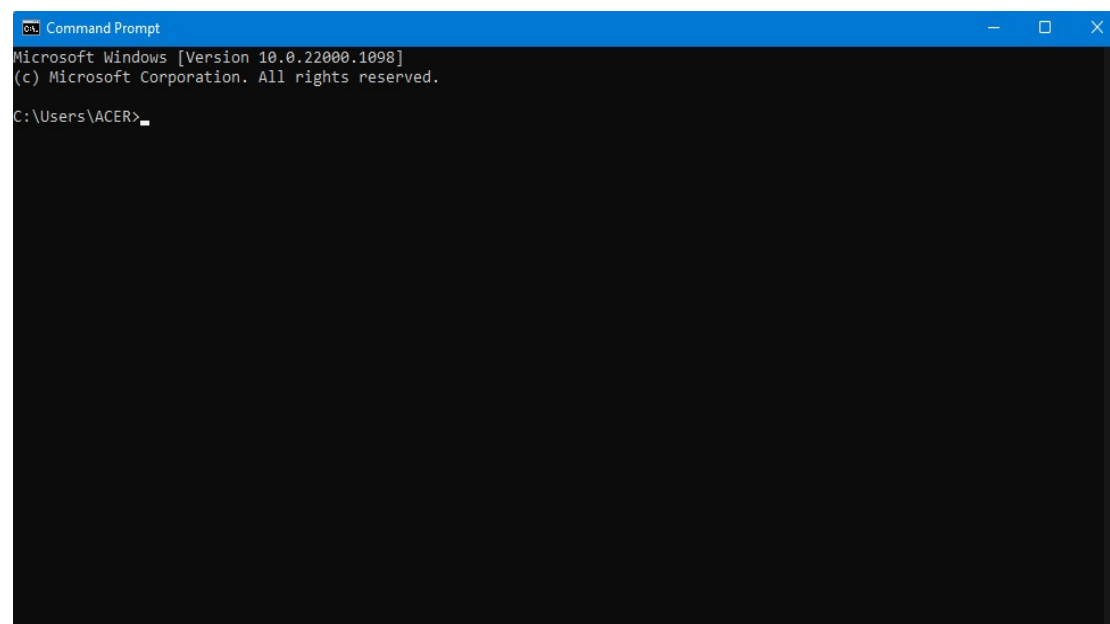 Command Prompt
Microsoft Windows [Version 10.0.22000.1098]
(c) Microsoft Corporation. All rights reserved.
C:\Users\ACER>